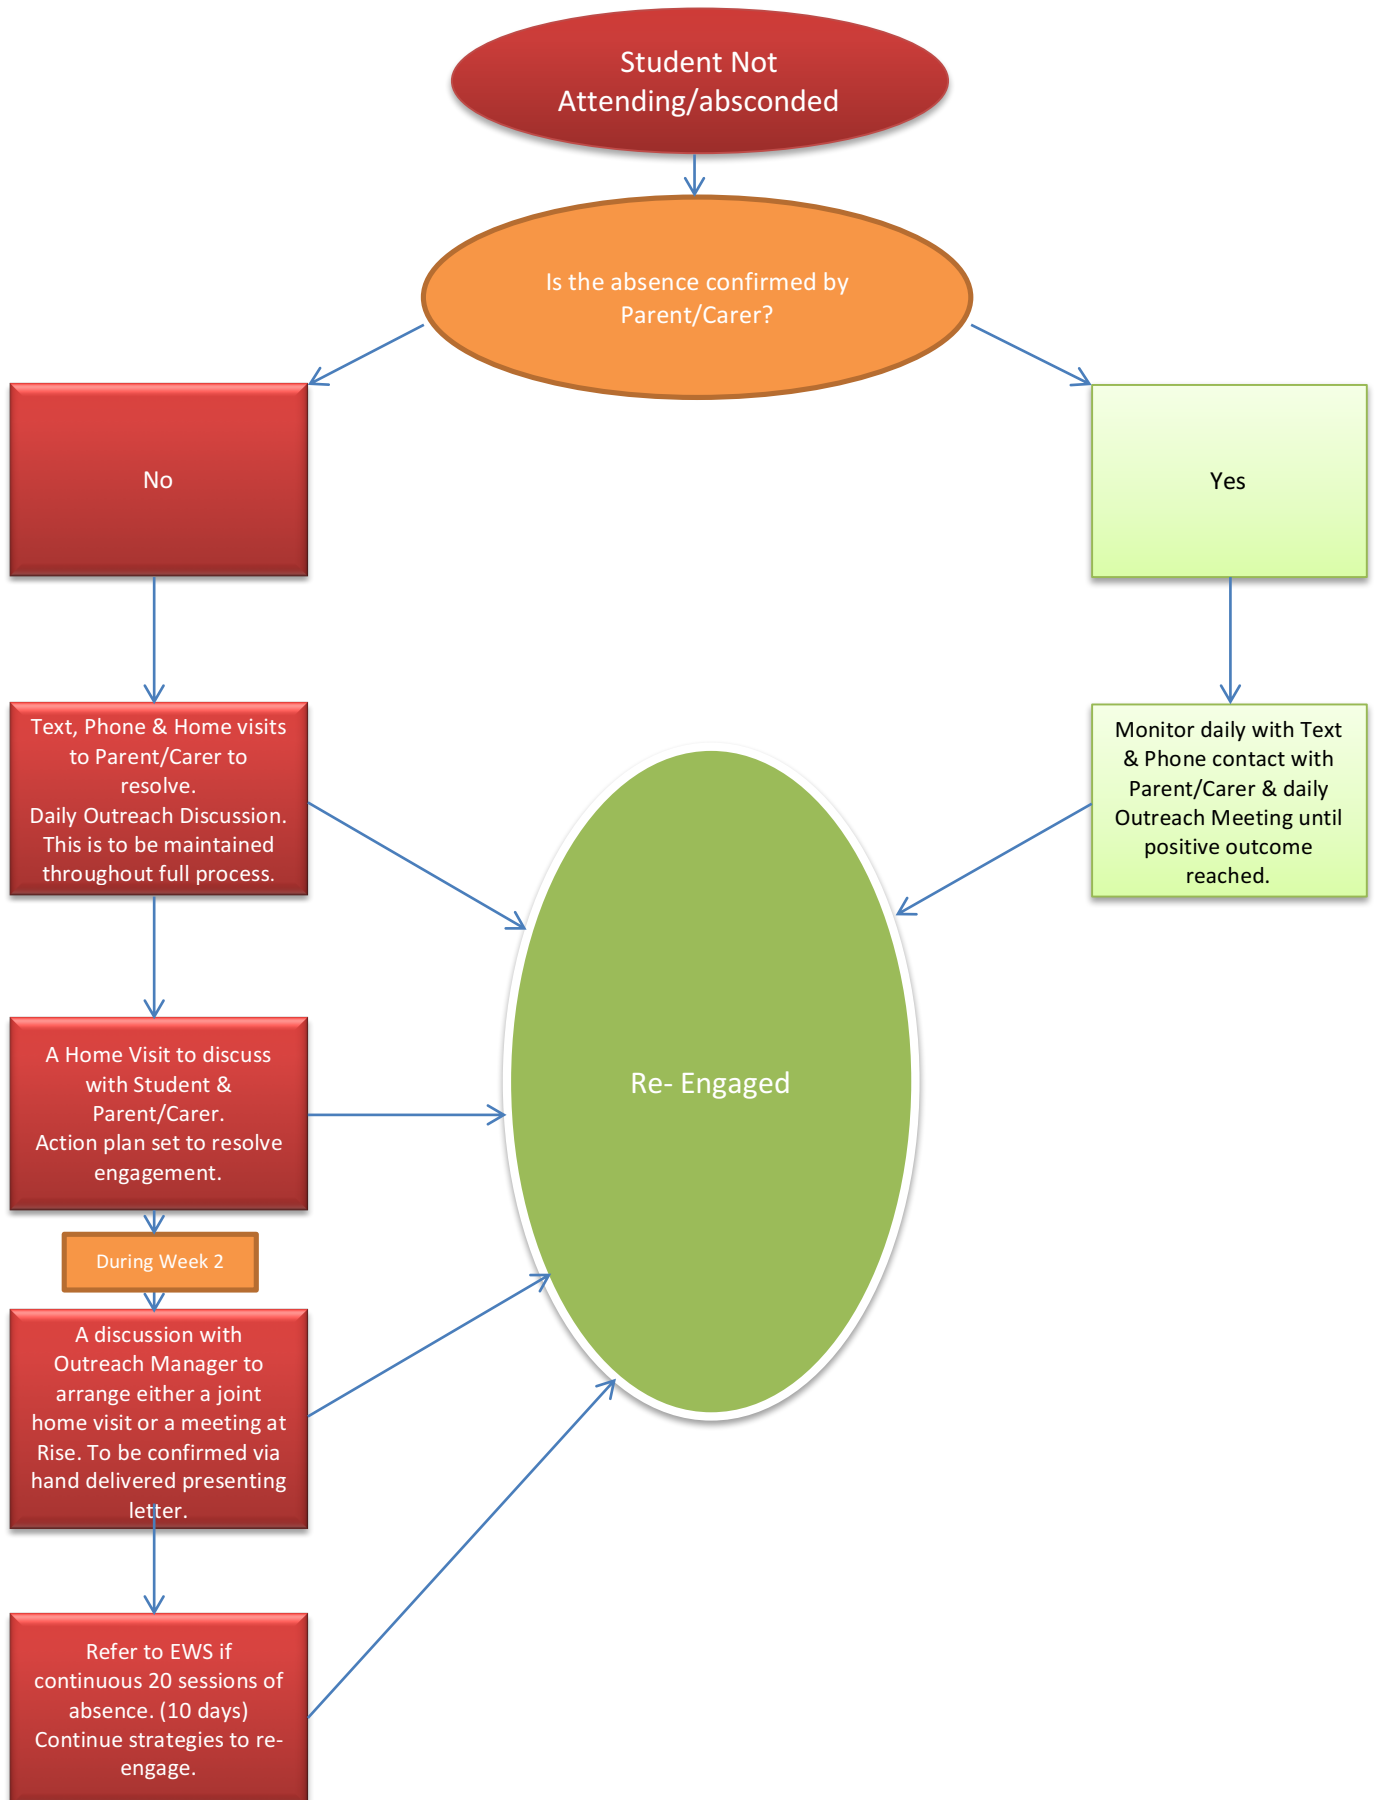 Student Not
Attending/absconded
Is the absence confirmed by
Parent/Carer?
No
Yes
Text, Phone & Home visits
to Parent/Carer to
resolve.
Daily Outreach Discussion.
This is to be maintained
throughout full process.
Monitor daily with Text
& Phone contact with
Parent/Carer & daily
Outreach Meeting until
positive outcome
reached.
A Home Visit to discuss
with Student &
Parent/Carer.
Action plan set to resolve
engagement.
Re- Engaged
During Week 2
A discussion with
Outreach Manager to
arrange either a joint
home visit or a meeting at
Rise. To be confirmed via
hand delivered presenting
letter.
Refer to EWS if
continuous 20 sessions of
absence. (10 days)
Continue strategies to re-
engage.